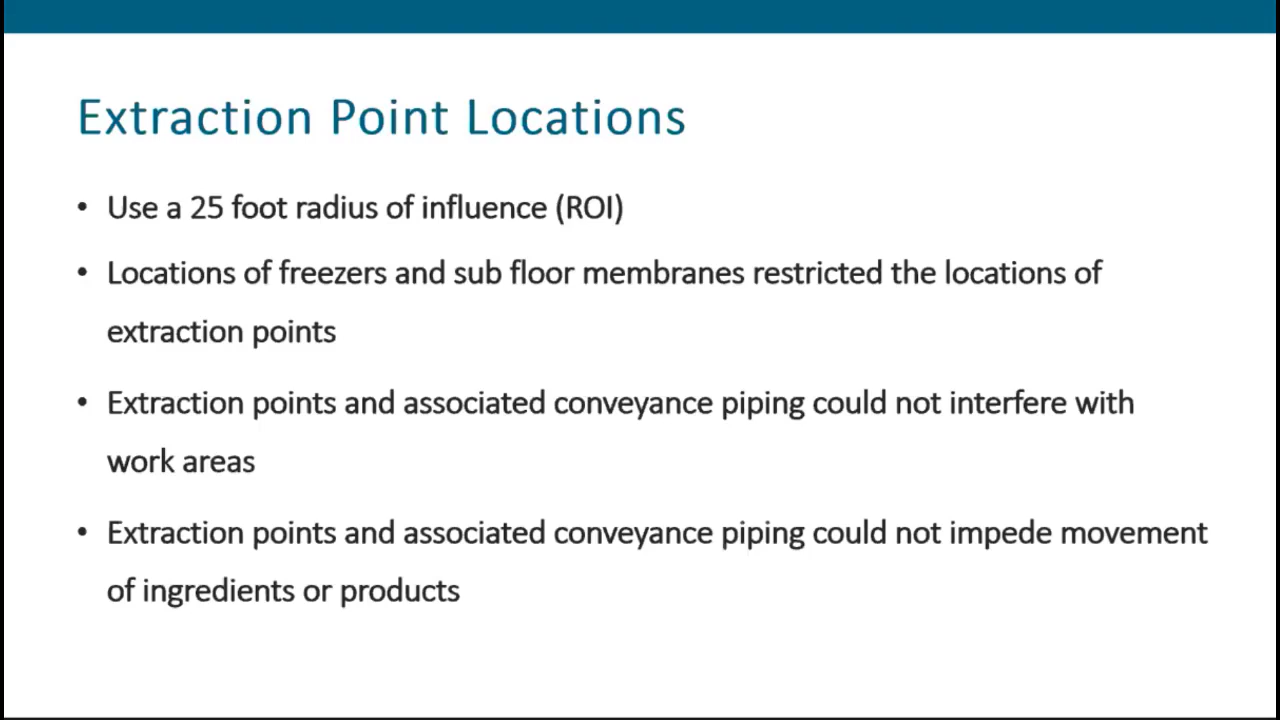 Extraction Point Locations
• Use a 25 foot radius of influence (ROI)
• Locations of freezers and sub floor membranes restricted the locations of
extraction points
• Extraction points and associated conveyance piping could not interfere with
work areas
• Extraction points and associated conveyance piping could not impede movement
of ingredients or products